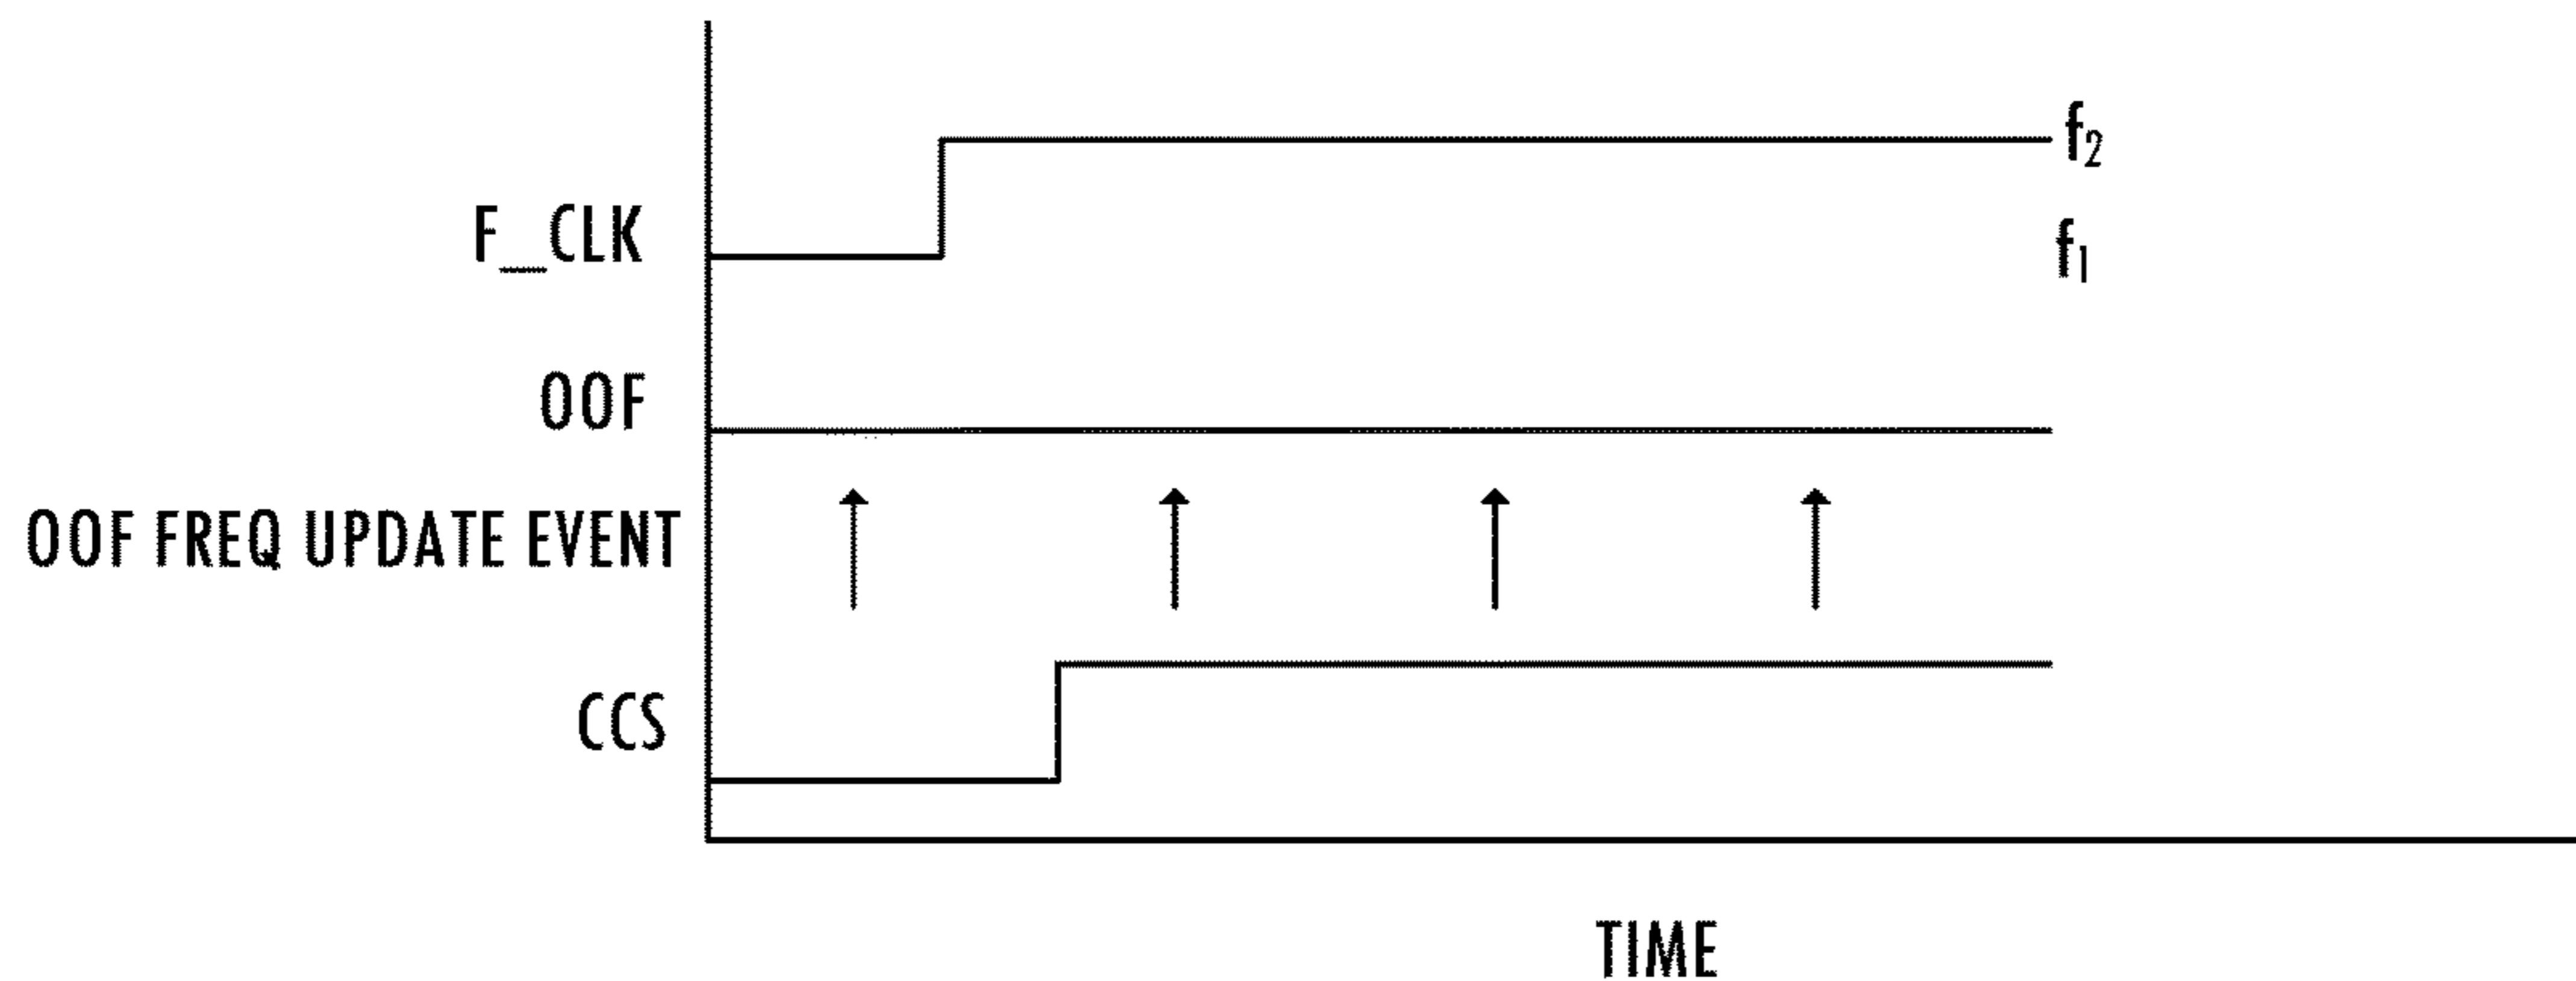 f₂
F_CLK
f₁
OOF
OOF FREQ UPDATE EVENT
CCS
TIME